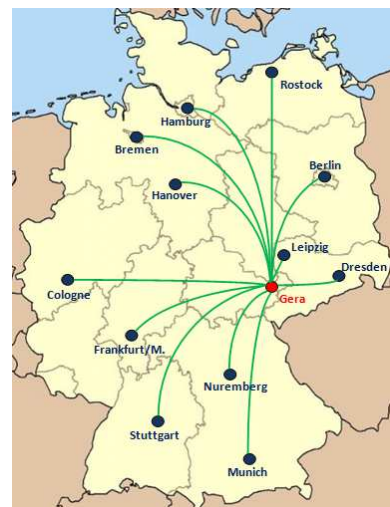 Rostock
Hamburg
Bremen
Berlin
Hanover
Leipzig
Dresden
Cologne
Gera
Frankfurt/M.
Nuremberg
Stuttgart
Munich